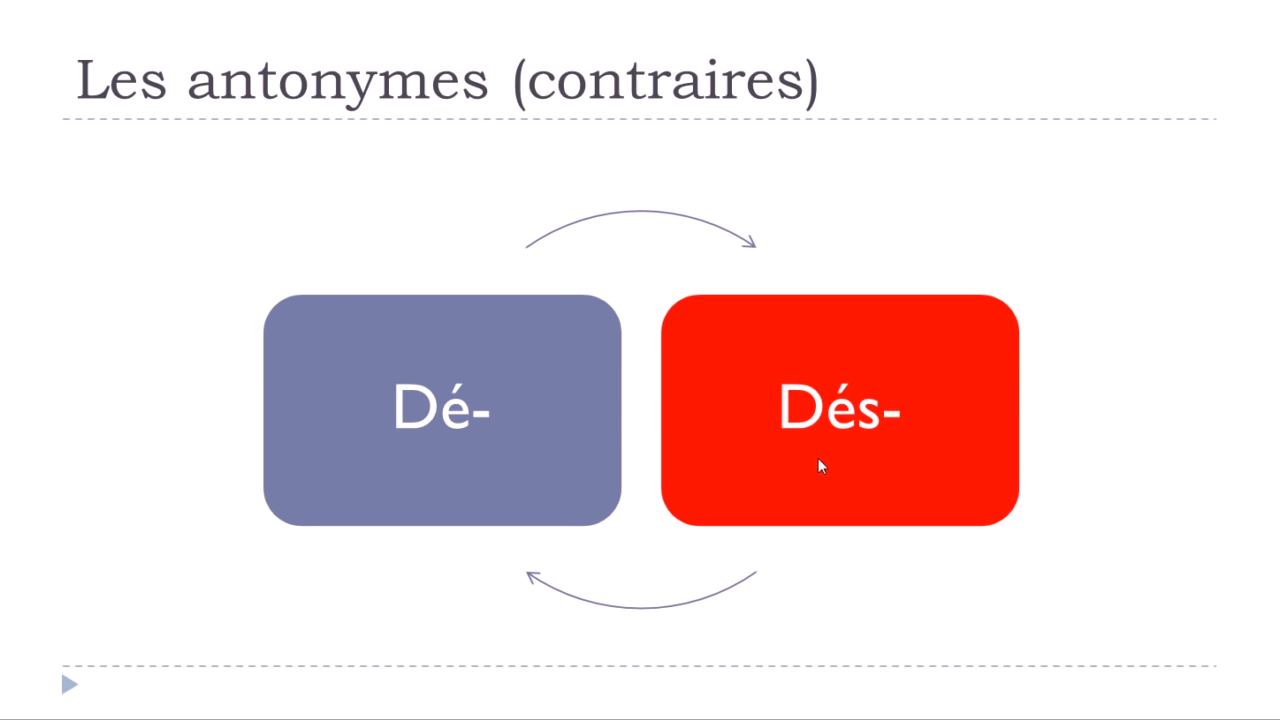 Les antonymes (contraires)
Dé-
Dés-